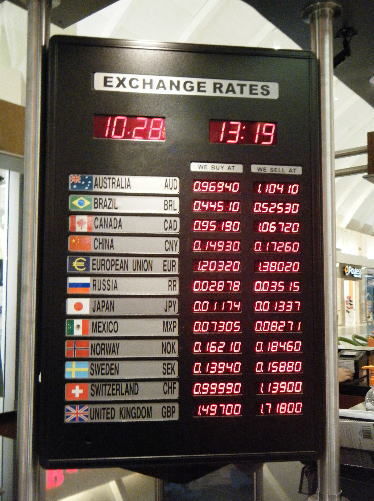 EXCHANGE RATES
10:28 13:19
WE BUY AT WE SELL AT
AUSTRALIA AUD 0.96940 1.10410
BRAZIL BRL 0.44510 0.52530
CANADA CAD 0.95190 1.06720
CHINA CNY 0.14930 0.17260
EUROPEAN UNION EUR 1.20320 1.38020
RUSSIA RR 0.02878 0.03515
JAPAN JPY 0.01174 0.01337
MEXICO MXP 0.07305 0.08271
NORWAY NOK 0.16210 0.18460
SWEDEN SEK 0.13940 0.15880
SWITZERLAND CHF 0.99990 1.13900
UNITED KINGDOM GBP 1.49700 1.71800